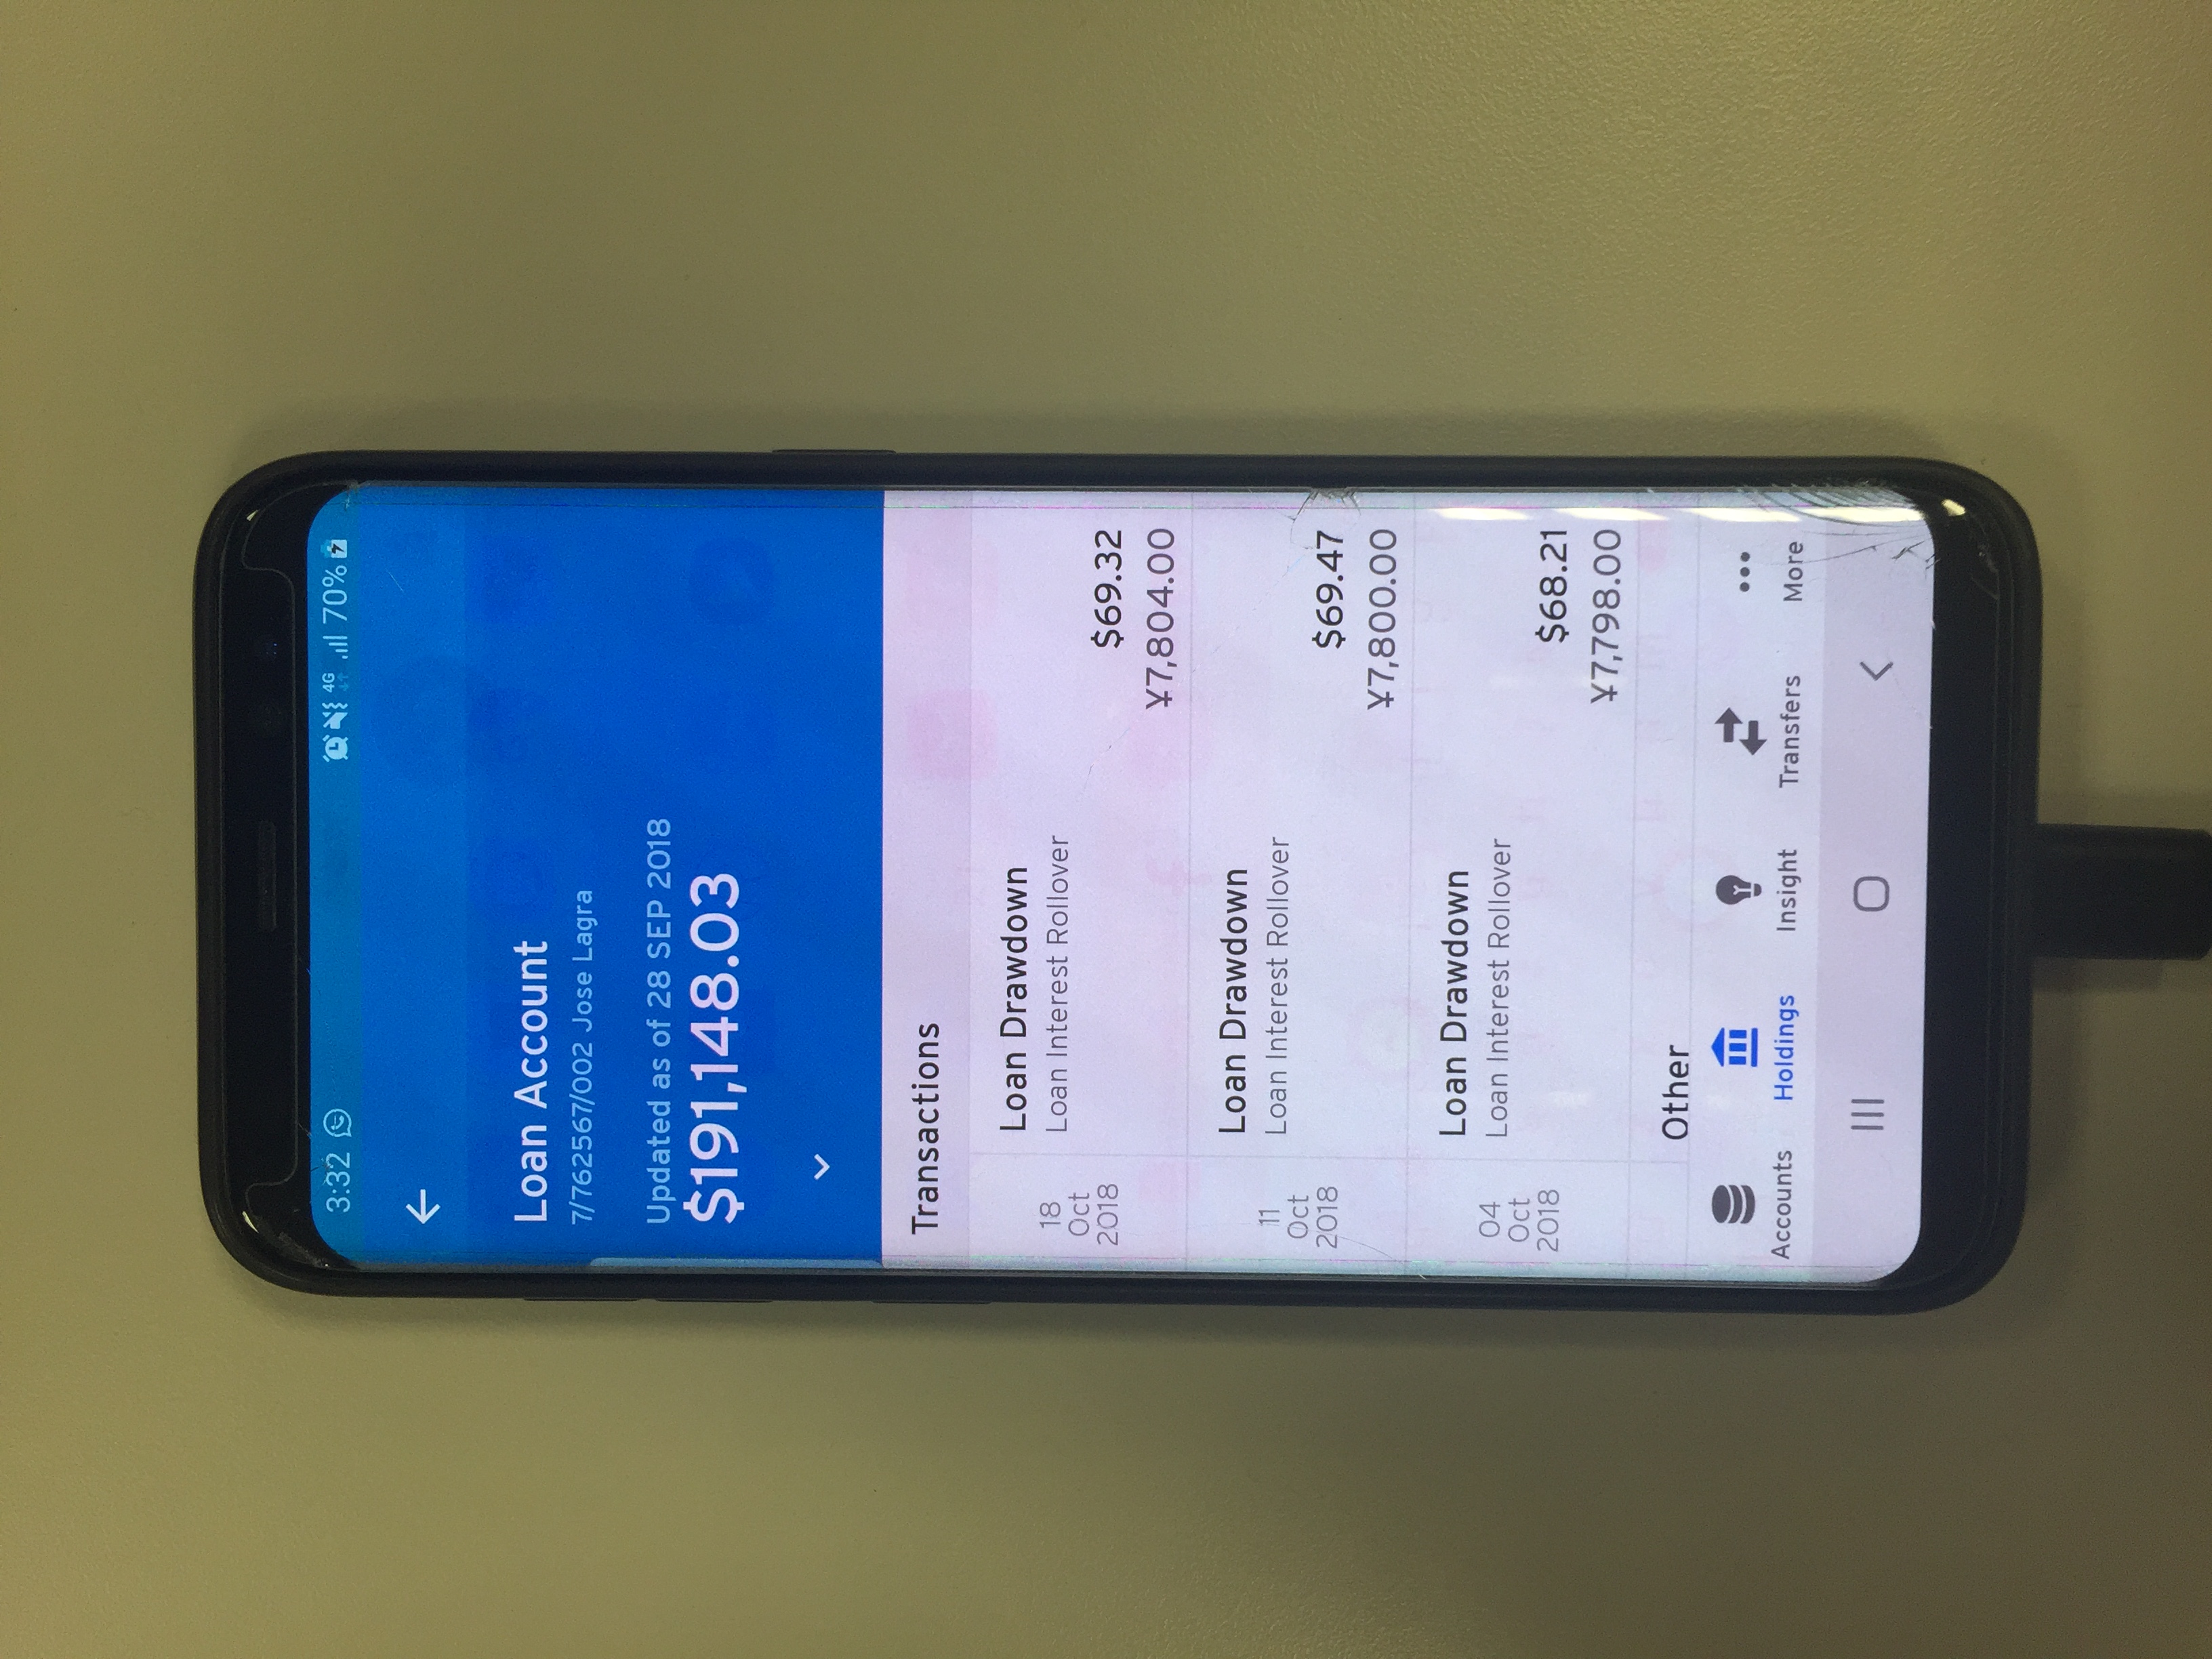 3:32 4G 70%
Loan Account
7/762567/002 Jose Lagra
Updated as of 28 SEP 2018
$191,148.03
Transactions
18
Oct
2018
Loan Drawdown
Loan Interest Rollover
$69.32
¥7,804.00
11
Oct
2018
Loan Drawdown
Loan Interest Rollover
$69.47
¥7,800.00
04
Oct
2018
Loan Drawdown
Loan Interest Rollover
$68.21
¥7,798.00
Other
Accounts Holdings Insight Transfers More